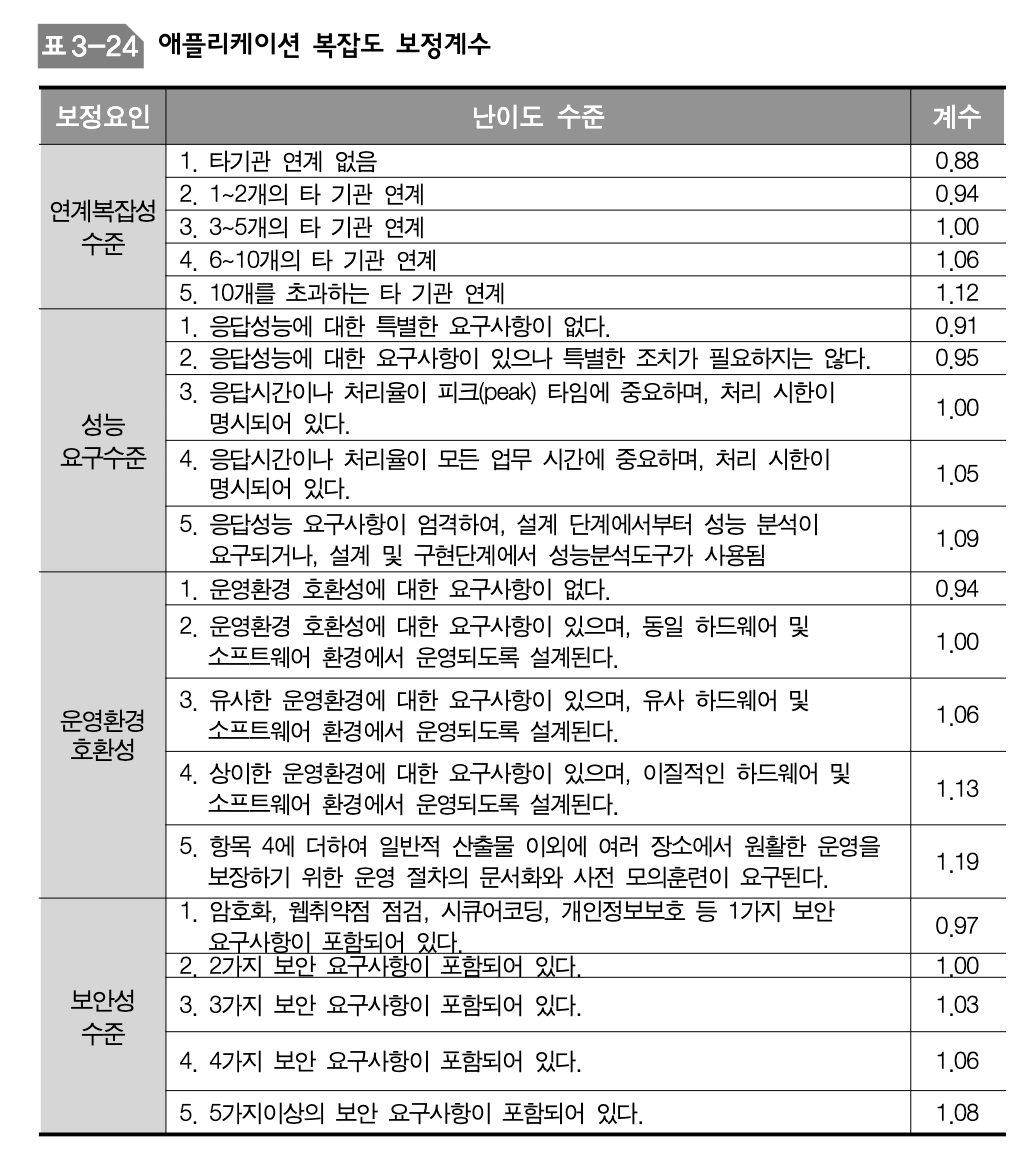 표 3-24 애플리케이션 복잡도 보정계수
보정요인 난이도 수준 계수
연계복잡성
수준
1. 타기관 연계 없음 0.88
2. 1~2개의 타 기관 연계 0.94
3. 3~5개의 타 기관 연계 1.00
4. 6~10개의 타 기관 연계 1.06
5. 10개를 초과하는 타 기관 연계 1.12
성능
요구수준
1. 응답성능에 대한 특별한 요구사항이 없다. 0.91
2. 응답성능에 대한 요구사항이 있으나 특별한 조치가 필요하지는 않다. 0.95
3. 응답시간이나 처리율이 피크(peak) 타임에 중요하며, 처리 시한이
명시되어 있다. 1.00
4. 응답시간이나 처리율이 모든 업무 시간에 중요하며, 처리 시한이
명시되어 있다. 1.05
5. 응답성능 요구사항이 엄격하여, 설계 단계에서부터 성능 분석이
요구되거나, 설계 및 구현단계에서 성능분석도구가 사용됨 1.09
운영환경
호환성
1. 운영환경 호환성에 대한 요구사항이 없다. 0.94
2. 운영환경 호환성에 대한 요구사항이 있으며, 동일 하드웨어 및
소프트웨어 환경에서 운영되도록 설계된다. 1.00
3. 유사한 운영환경에 대한 요구사항이 있으며, 유사 하드웨어 및
소프트웨어 환경에서 운영되도록 설계된다. 1.06
4. 상이한 운영환경에 대한 요구사항이 있으며, 이질적인 하드웨어 및
소프트웨어 환경에서 운영되도록 설계된다. 1.13
5. 항목 4에 더하여 일반적 산출물 이외에 여러 장소에서 원활한 운영을
보장하기 위한 운영 절차의 문서화와 사전 모의훈련이 요구된다. 1.19
보안성
수준
1. 암호화, 웹취약점 점검, 시큐어코딩, 개인정보보호 등 1가지 보안
요구사항이 포함되어 있다. 0.97
2. 2가지 보안 요구사항이 포함되어 있다. 1.00
3. 3가지 보안 요구사항이 포함되어 있다. 1.03
4. 4가지 보안 요구사항이 포함되어 있다. 1.06
5. 5가지이상의 보안 요구사항이 포함되어 있다. 1.08